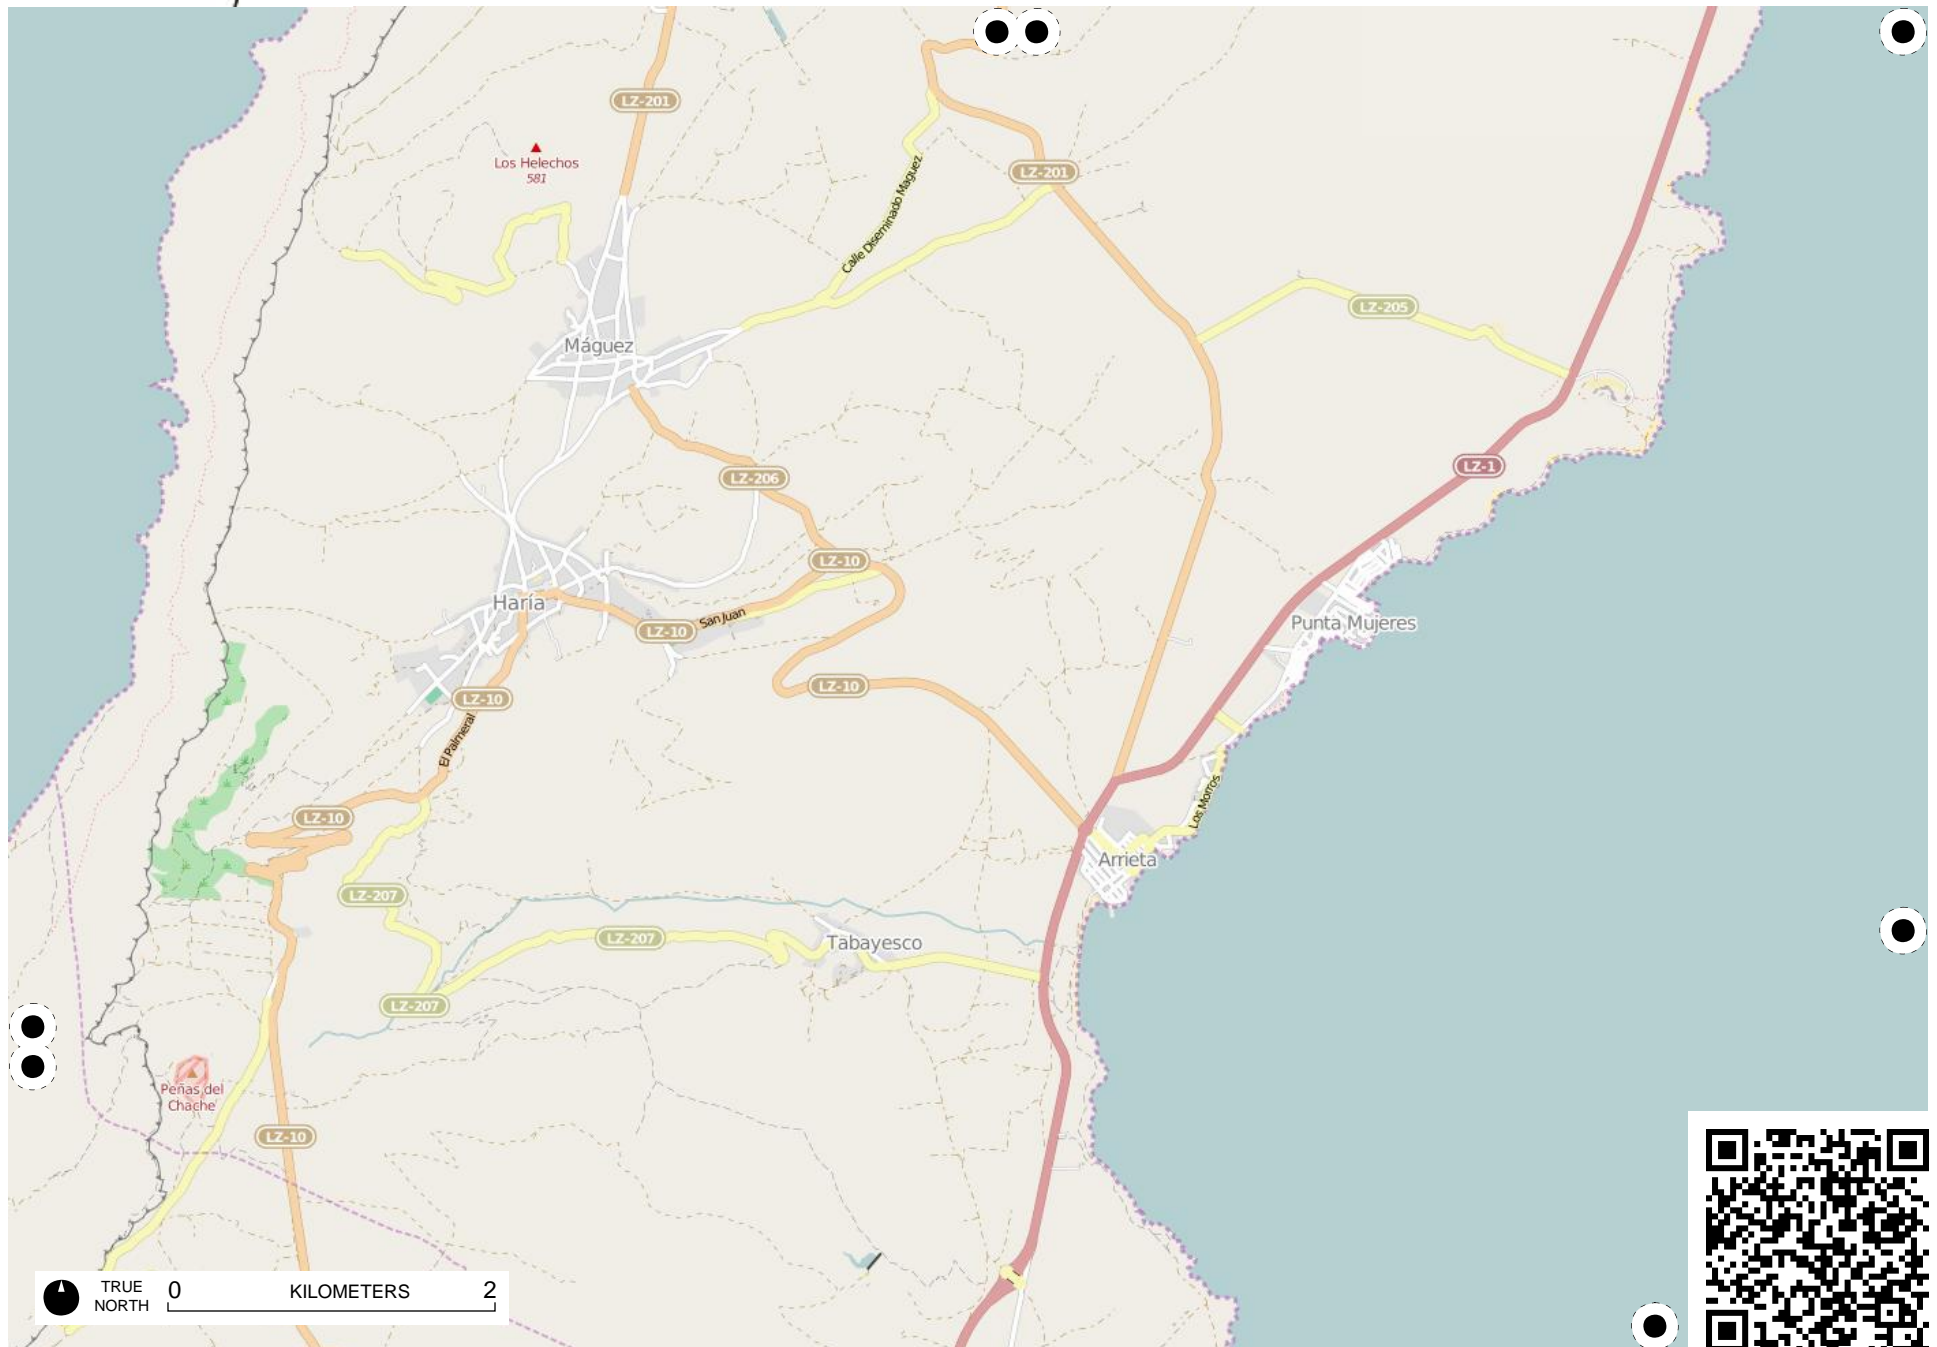 LZ-201
Los Helechos
581
LZ-201
Calle Diseminado Maguez
LZ-205
Máguez
LZ-1
LZ-206
LZ-10
Haría
San Juan
LZ-10
Punta Mujeres
LZ-10
LZ-10
El Palmeral
Los Morros
LZ-10
Arrieta
LZ-207
LZ-207
Tabayesco
LZ-207
Peñas del
Chache
LZ-10
TRUE
NORTH
0 KILOMETERS 2